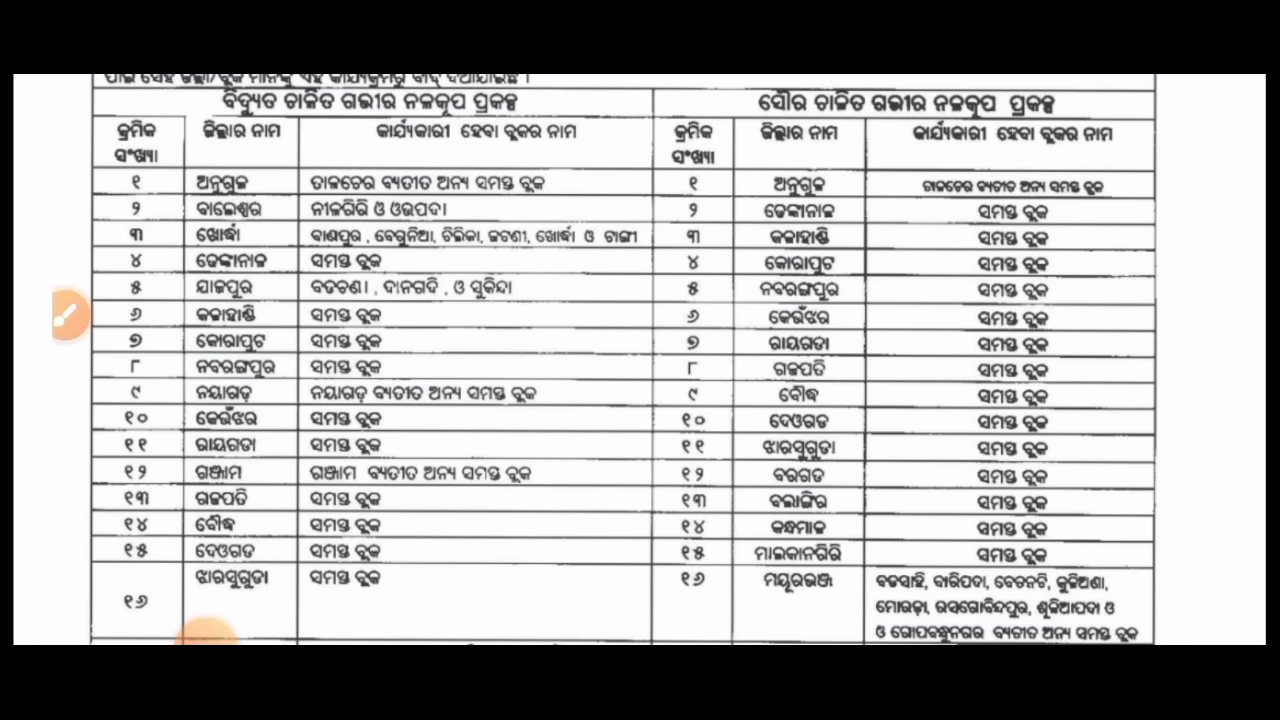 ବିଦ୍ୟୁତ ଚାଳିତ ଗଭୀର ନଳକୂପ ପ୍ରକଳ୍ପ ସୌର ଚାଳିତ ଗଭୀର ନଳକୂପ ପ୍ରକଳ୍ପ
କ୍ରମିକ ସଂଖ୍ୟା ଜିଲ୍ଲାର ନାମ କାର୍ଯ୍ୟକାରୀ ହେବା ବ୍ଲକର ନାମ କ୍ରମିକ ସଂଖ୍ୟା ଜିଲ୍ଲାର ନାମ କାର୍ଯ୍ୟକାରୀ ହେବା ବ୍ଲକର ନାମ
୧ ଅନୁଗୁଳ ତାଳଚେର ବ୍ୟତୀତ ଅନ୍ୟ ସମସ୍ତ ବ୍ଲକ ୧ ଅନୁଗୁଳ ତାଳଚେର ବ୍ୟତୀତ ଅନ୍ୟ ସମସ୍ତ ବ୍ଲକ
୨ ବାଲେଶ୍ୱର ନୀଳଗିରି ଓ ଓଉପଦା ୨ ଢେଙ୍କାନାଳ ସମସ୍ତ ବ୍ଲକ
୩ ଖୋର୍ଦ୍ଧା ବାଣପୁର , ବେଗୁନିଆ, ଚିଲିକା, ଜଟଣୀ, ଖୋର୍ଦ୍ଧା ଓ ଟାଙ୍ଗୀ ୩ କଳାହାଣ୍ଡି ସମସ୍ତ ବ୍ଲକ
୪ ଢେଙ୍କାନାଳ ସମସ୍ତ ବ୍ଲକ ୪ କୋରାପୁଟ ସମସ୍ତ ବ୍ଲକ
୫ ଯାଜପୁର ବଡଚଣା , ଦାନଗଦି , ଓ ସୁକିନ୍ଦା ୫ ନବରଙ୍ଗପୁର ସମସ୍ତ ବ୍ଲକ
୬ କଳାହାଣ୍ଡି ସମସ୍ତ ବ୍ଲକ ୬ କେଉଁଝର ସମସ୍ତ ବ୍ଲକ
୭ କୋରାପୁଟ ସମସ୍ତ ବ୍ଲକ ୭ ରାୟଗଡା ସମସ୍ତ ବ୍ଲକ
୮ ନବରଙ୍ଗପୁର ସମସ୍ତ ବ୍ଲକ ୮ ଗଜପତି ସମସ୍ତ ବ୍ଲକ
୯ ନୟାଗଡ଼ ନୟାଗଡ଼ ବ୍ୟତୀତ ଅନ୍ୟ ସମସ୍ତ ବ୍ଲକ ୯ ବୌଦ୍ଧ ସମସ୍ତ ବ୍ଲକ
୧୦ କେଉଁଝର ସମସ୍ତ ବ୍ଲକ ୧୦ ଦେଓଗଡ ସମସ୍ତ ବ୍ଲକ
୧୧ ରାୟଗଡା ସମସ୍ତ ବ୍ଲକ ୧୧ ଝାରସୁଗୁଡା ସମସ୍ତ ବ୍ଲକ
୧୨ ଗଞ୍ଜାମ ଗଞ୍ଜାମ ବ୍ୟତୀତ ଅନ୍ୟ ସମସ୍ତ ବ୍ଲକ ୧୨ ବରଗଡ ସମସ୍ତ ବ୍ଲକ
୧୩ ଗଜପତି ସମସ୍ତ ବ୍ଲକ ୧୩ ବଲାଙ୍ଗିର ସମସ୍ତ ବ୍ଲକ
୧୪ ବୌଦ୍ଧ ସମସ୍ତ ବ୍ଲକ ୧୪ କନ୍ଧମାଳ ସମସ୍ତ ବ୍ଲକ
୧୫ ଦେଓଗଡ ସମସ୍ତ ବ୍ଲକ ୧୫ ମାଲକାନଗିରି ସମସ୍ତ ବ୍ଲକ
୧୬ ଝାରସୁଗୁଡା ସମସ୍ତ ବ୍ଲକ ୧୬ ମୟୂରଭଞ୍ଜ ବଡସାହି, ବାରିପଦା, ବେତନଟି, କୁଳିଅଣା,
ମୋରଡ଼ା, ରାସଗୋବିନ୍ଦପୁର, ଶୂଳିଆପଦା ଓ
ଓ ଗୋପବନ୍ଧୁନଗର ବ୍ୟତୀତ ଅନ୍ୟ ସମସ୍ତ ବ୍ଲକ